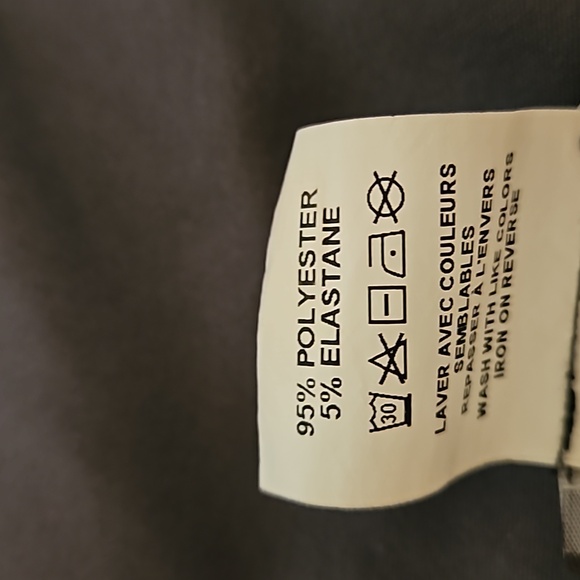 95% POLYESTER
5% ELASTANE
30
LAVER AVEC COULEURS
SEMBLABLES
REPASSER À L'ENVERS
WASH WITH LIKE COLORS
IRON ON REVERSE